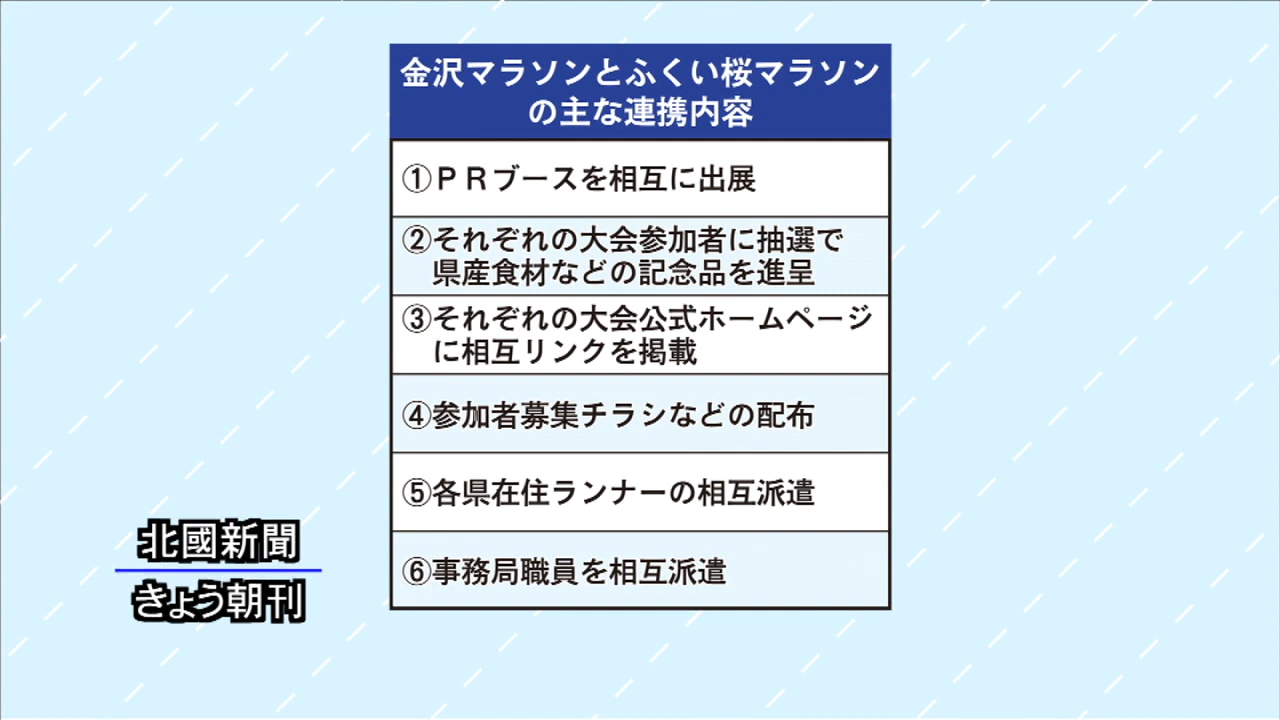 金沢マラソンとふくい桜マラソン
の主な連携内容
①ＰＲブースを相互に出展
②それぞれの大会参加者に抽選で
県産食材などの記念品を進呈
③それぞれの大会公式ホームページ
に相互リンクを掲載
④参加者募集チラシなどの配布
⑤各県在住ランナーの相互派遣
⑥事務局職員を相互派遣
北國新聞
きょう朝刊